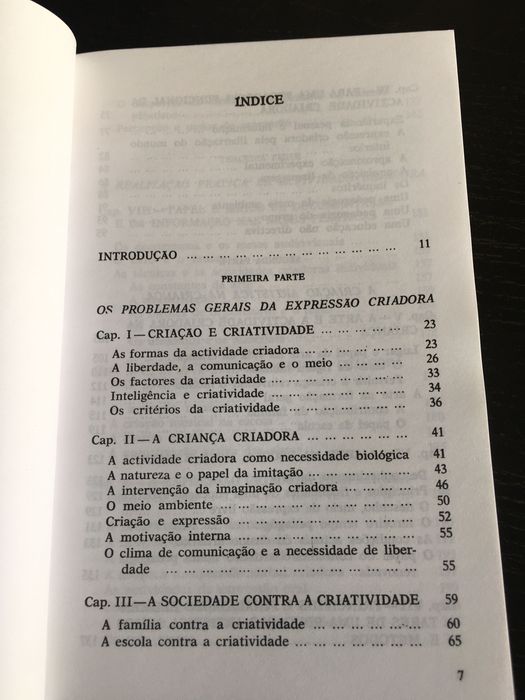 ÍNDICE
INTRODUÇÃO ... ... ... ... ... ... ... ... ... ... ... 11
PRIMEIRA PARTE
OS PROBLEMAS GERAIS DA EXPRESSÃO CRIADORA
Cap. I — CRIAÇÃO E CRIATIVIDADE ... ... ... ... 23
As formas da actividade criadora ... ... ... ... 23
A liberdade, a comunicação e o meio ... ... ... 26
Os factores da criatividade ... ... ... ... ... ... 33
Inteligência e criatividade ... ... ... ... ... ... 34
Os critérios da criatividade ... ... ... ... ... 36
Cap. II — A CRIANÇA CRIADORA ... ... ... ... ... 41
A actividade criadora como necessidade biológica 41
A natureza e o papel da imitação ... ... ... ... 43
A intervenção da imaginação criadora ... ... ... 46
O meio ambiente ... ... ... ... ... ... ... ... 50
Criação e expressão ... ... ... ... ... ... ... 52
A motivação interna ... ... ... ... ... ... ... 55
O clima de comunicação e a necessidade de liber-
dade ... ... ... ... ... ... ... ... ... ... 55
Cap. III — A SOCIEDADE CONTRA A CRIATIVIDADE 59
A família contra a criatividade ... ... ... ... ... 60
A escola contra a criatividade ... ... ... ... ... 65
7